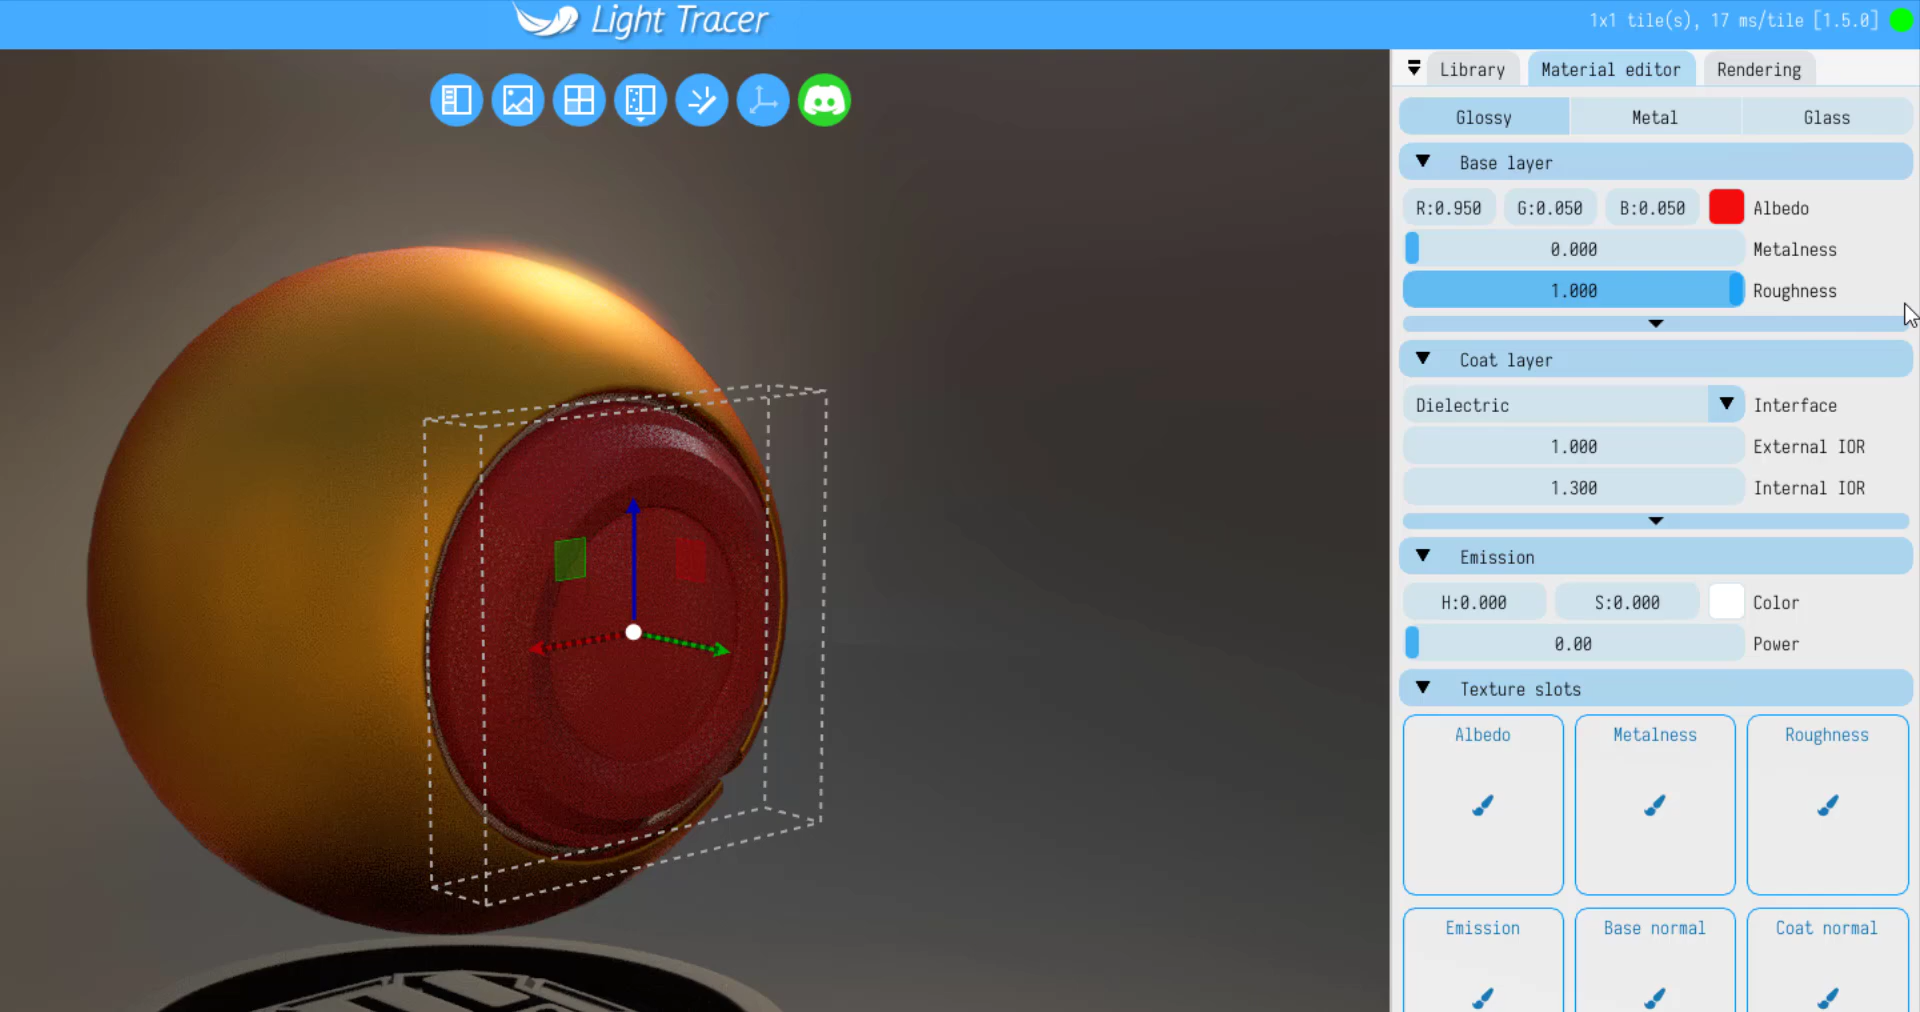 Light Tracer
1x1 tile(s), 17 ms/tile [1.5.0]
Library Material editor Rendering
Glossy Metal Glass
Base layer
R:0.950 G:0.050 B:0.050 Albedo
0.000 Metalness
1.000 Roughness
Coat layer
Dielectric Interface
1.000 External IOR
1.300 Internal IOR
Emission
H:0.000 S:0.000 Color
0.00 Power
Texture slots
Albedo Metalness Roughness
Emission Base normal Coat normal